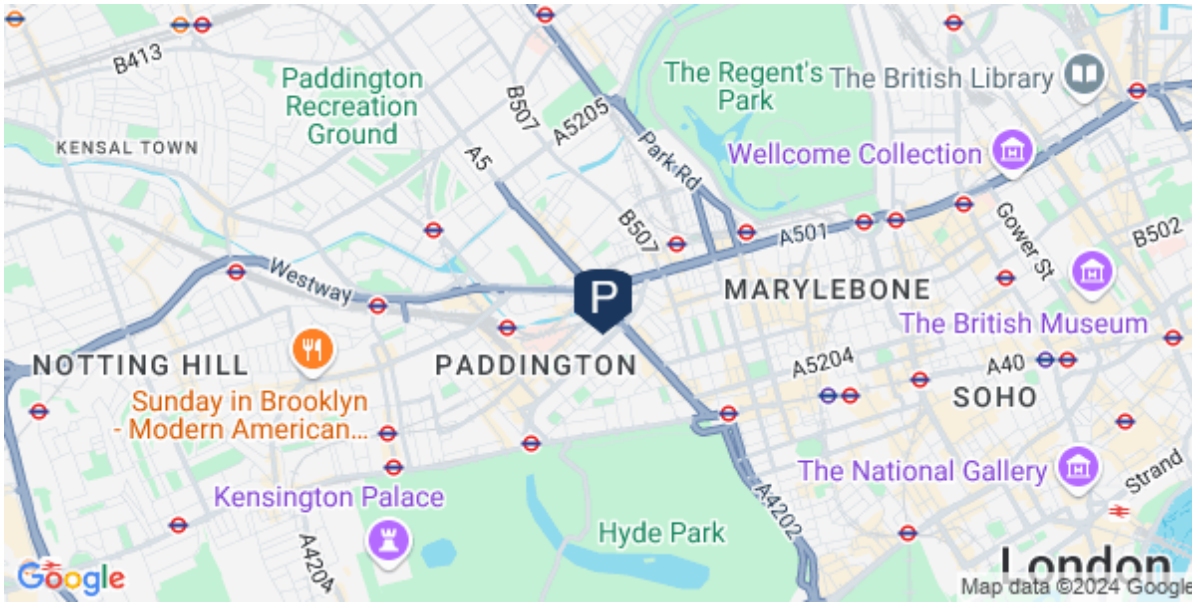 B413
Paddington
Recreation
Ground
B507
A5205
The Regent's
Park
The British Library
KENSAL TOWN
A5
Park Rd
Wellcome Collection
B507
A501
Gower St
B502
Westway
P
MARYLEBONE
The British Museum
NOTTING HILL
PADDINGTON
A5204
A40
Sunday in Brooklyn
- Modern American...
SOHO
Kensington Palace
The National Gallery
Strand
A4202
Hyde Park
A4204
London
Google
Map data ©2024 Google